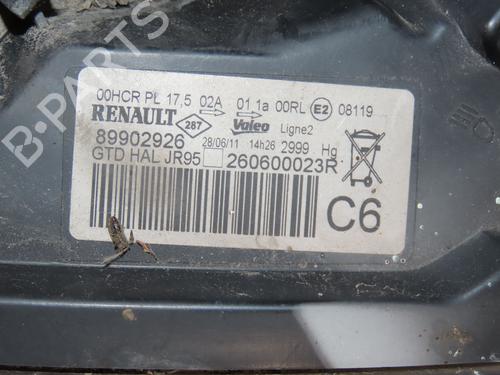 00HCR PL 17,5 02A 01 1a 00RL E2 08119
RENAULT 267 Valeo Ligne2
89902926 28/06/11 14h26 2999 Hg
GTD HAL JR95 260600023R
C6
B-PARTS